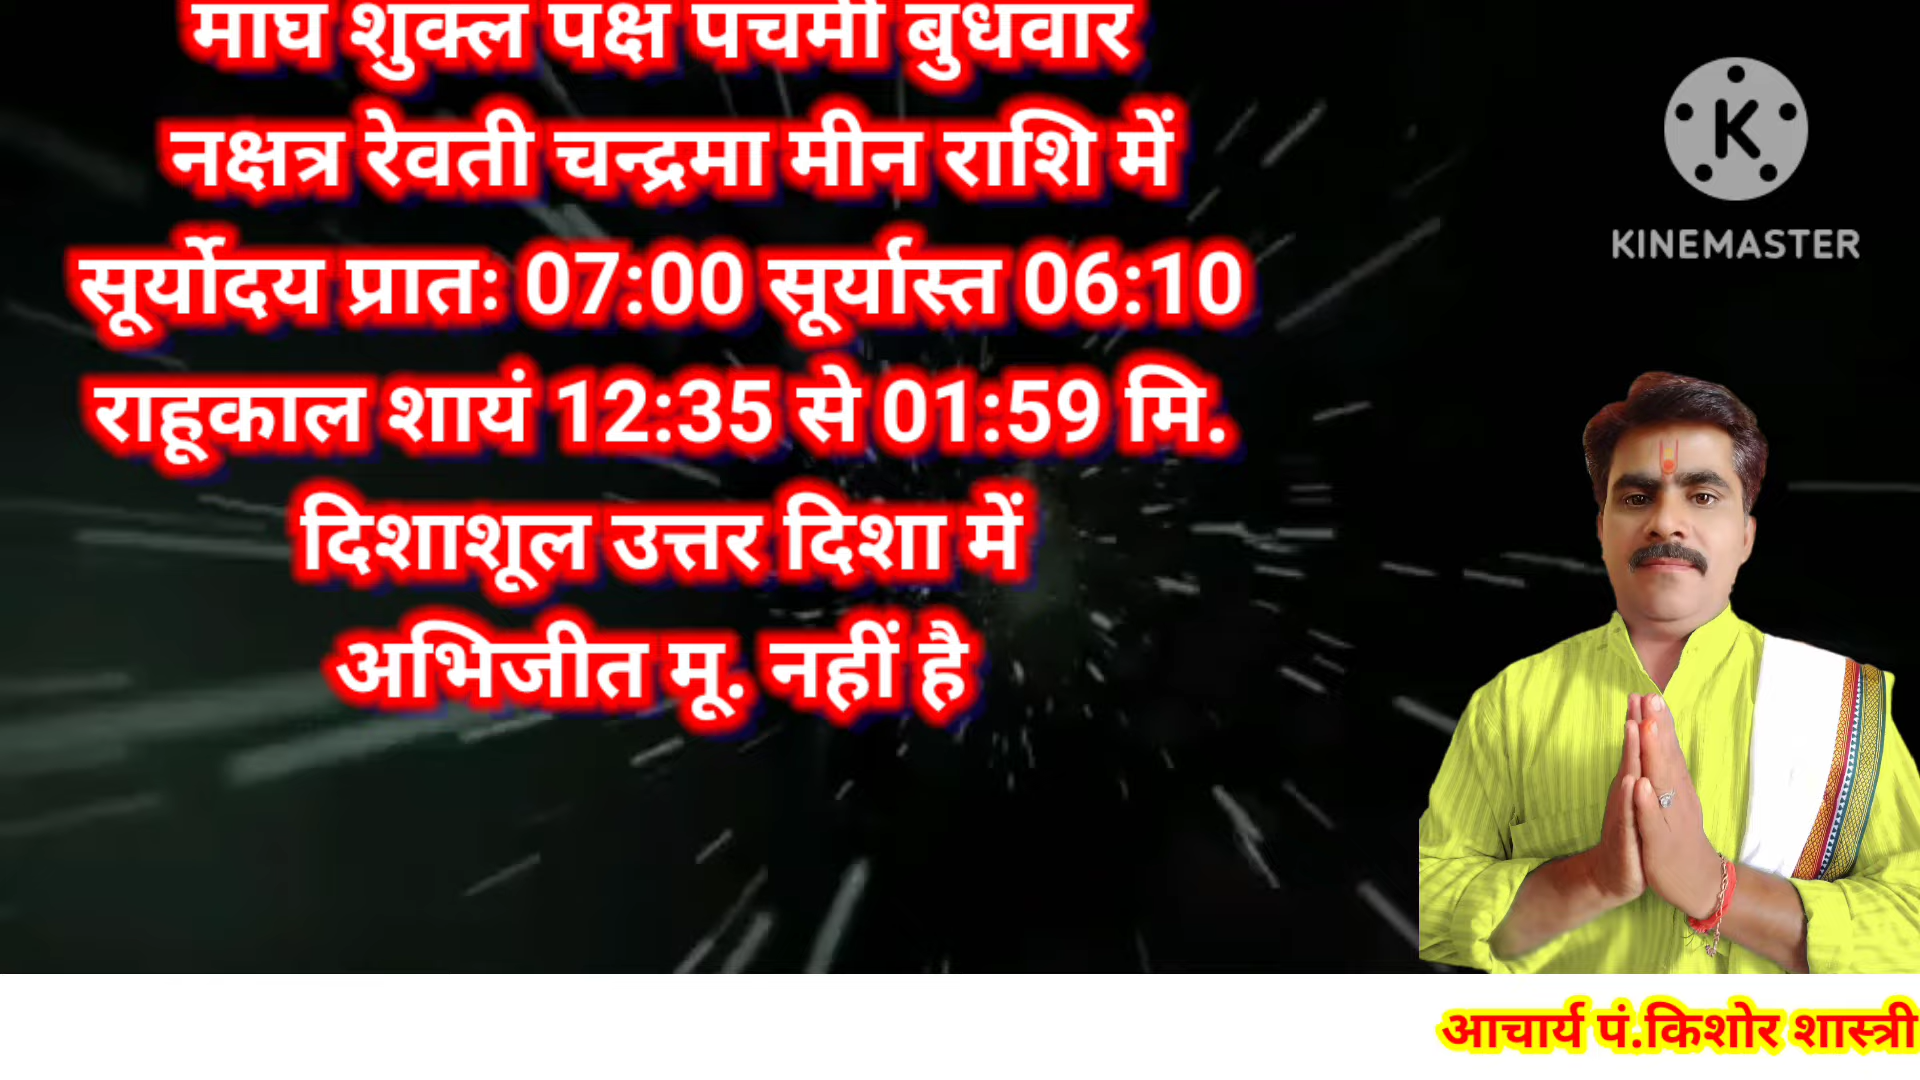 माघ शुक्ल पक्ष पंचमी बुधवार
नक्षत्र रेवती चन्द्रमा मीन राशि में
सूर्योदय प्रातः 07:00 सूर्यास्त 06:10
राहूकाल शायं 12:35 से 01:59 मि.
दिशाशूल उत्तर दिशा में
अभिजीत मू. नहीं है
KINEMASTER
आचार्य पं.किशोर शास्त्री